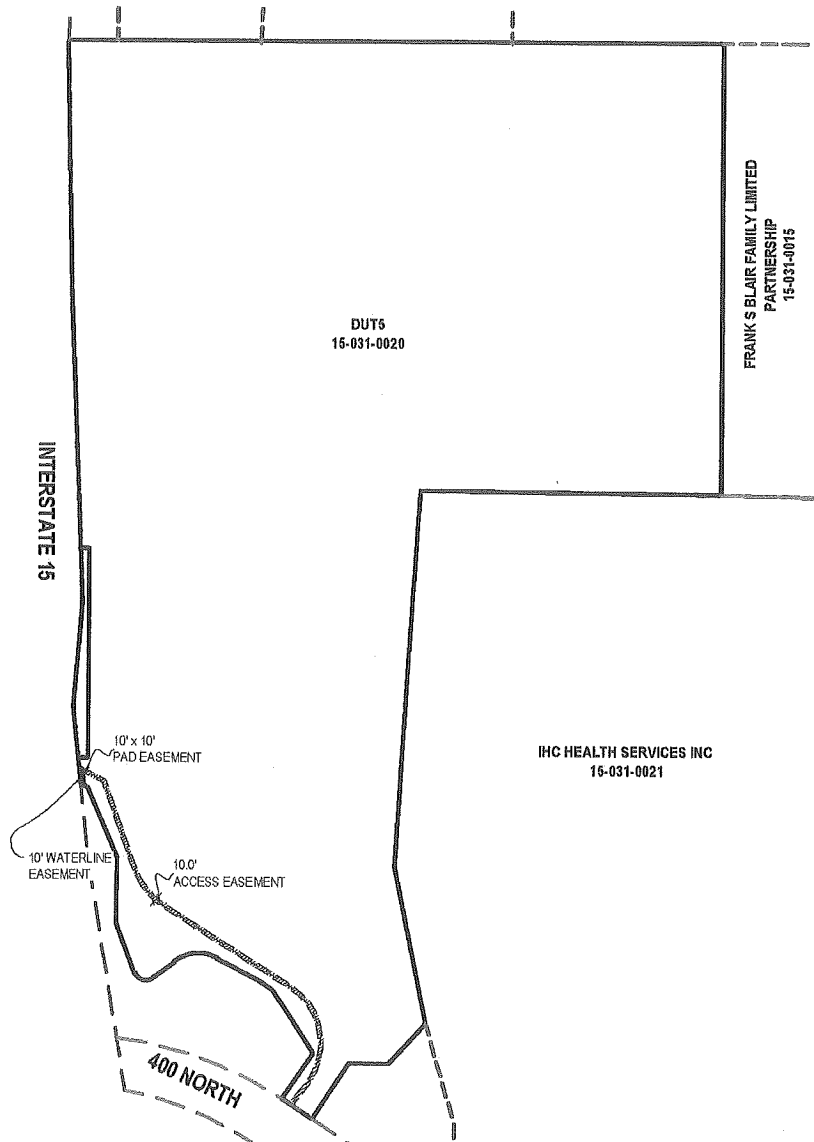 FRANK S BLAIR FAMILY LIMITED
PARTNERSHIP
15-031-0015
DUT5
15-031-0020
INTERSTATE 15
10' x 10'
PAD EASEMENT
IHC HEALTH SERVICES INC
15-031-0021
10' WATERLINE
EASEMENT
10.0'
ACCESS EASEMENT
400 NORTH